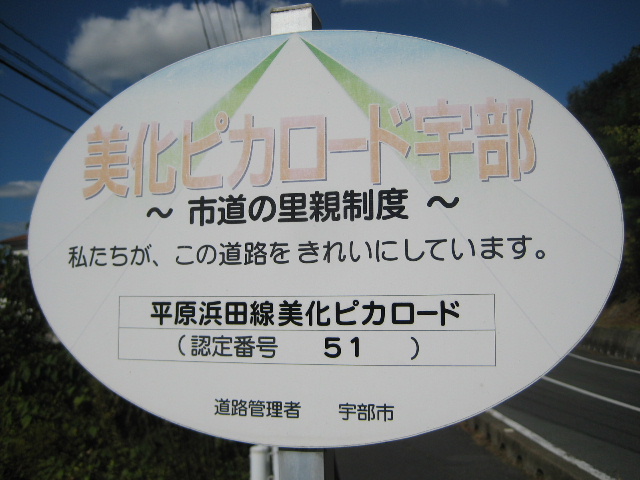 美化ピカロード宇部
～ 市道の里親制度 ～
私たちが、この道路をきれいにしています。
平原浜田線美化ピカロード
（認定番号　５１　）
道路管理者　宇部市